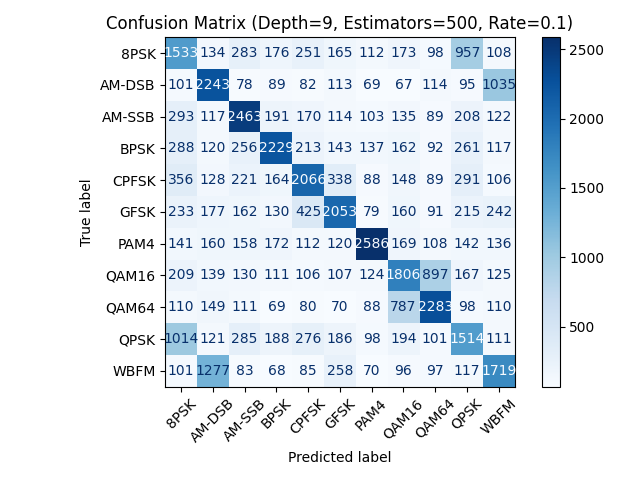 Confusion Matrix (Depth=9, Estimators=500, Rate=0.1)
8PSK 1533 134 283 176 251 165 112 173 98 957 108
AM-DSB 101 2243 78 89 82 113 69 67 114 95 1035
AM-SSB 293 117 2463 191 170 114 103 135 89 208 122
BPSK 288 120 256 2229 213 143 137 162 92 261 117
CPFSK 356 128 221 164 2066 338 88 148 89 291 106
GFSK 233 177 162 130 425 2053 79 160 91 215 242
PAM4 141 160 158 172 112 120 2586 169 108 142 136
QAM16 209 139 130 111 106 107 124 1806 897 167 125
QAM64 110 149 111 69 80 70 88 787 2283 98 110
QPSK 1014 121 285 188 276 186 98 194 101 1514 111
WBFM 101 1277 83 68 85 258 70 96 97 117 1719
8PSK AM-DSB AM-SSB BPSK CPFSK GFSK PAM4 QAM16 QAM64 QPSK WBFM
Predicted label
True label
2500
2000
1500
1000
500